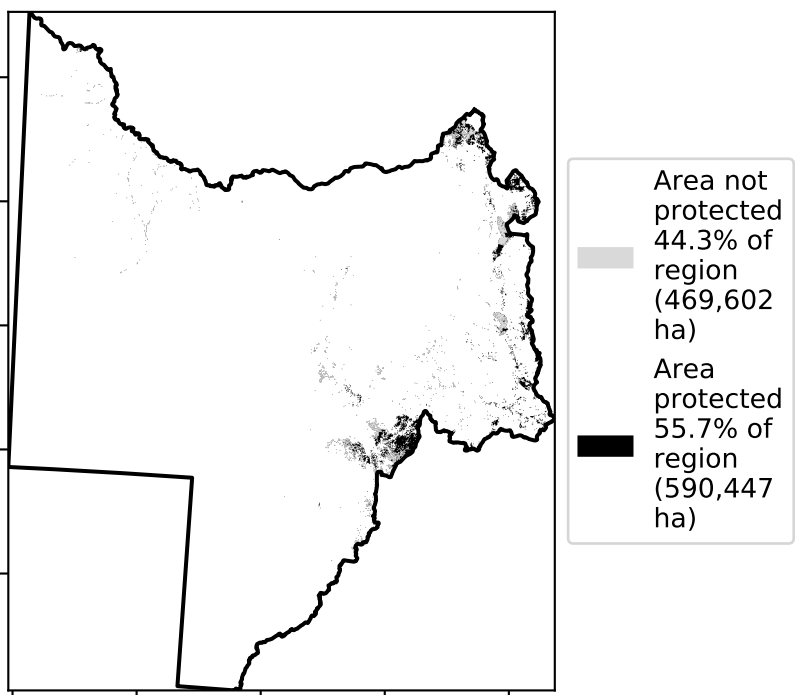 Area not
protected
44.3% of
region
(469,602
ha)
Area
protected
55.7% of
region
(590,447
ha)